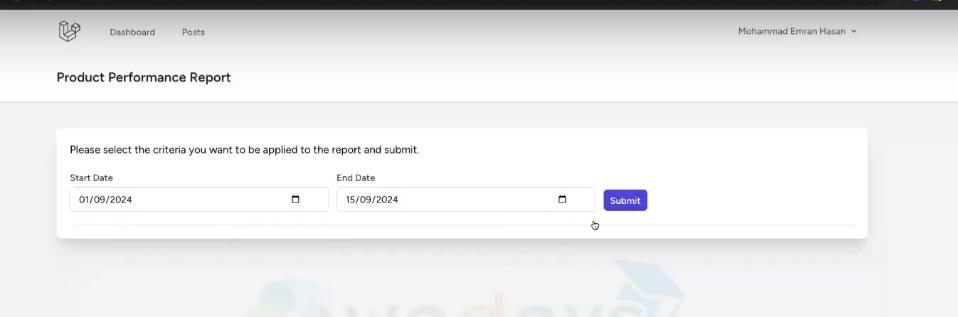 Dashboard Posts Mohammad Emran Hasan
Product Performance Report
Please select the criteria you want to be applied to the report and submit.
Start Date End Date
01/09/2024 15/09/2024 Submit